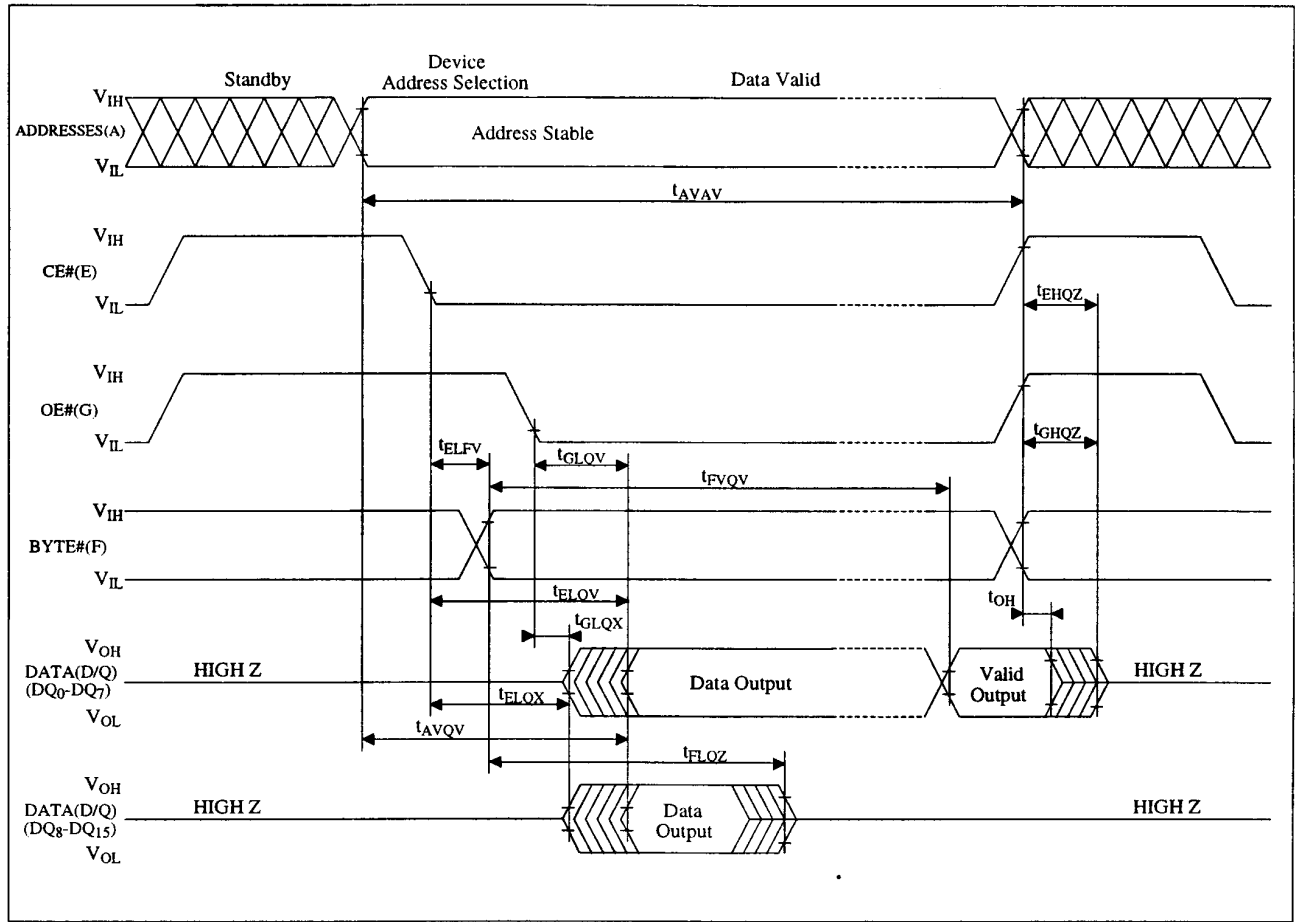 Standby
Device
Address Selection
Data Valid
VIH
ADDRESSES(A)
VIL
Address Stable
tAVAV
VIH
CE#(E)
VIL
tEHQZ
VIH
OE#(G)
VIL
tELFV
tGLQV
tFVQV
tGHQZ
VIH
BYTE#(F)
VIL
tELQV
tGLQX
tOH
VOH
DATA(D/Q)
(DQ0-DQ7)
VOL
HIGH Z
Data Output
Valid
Output
HIGH Z
tELQX
tAVQV
tFLQZ
VOH
DATA(D/Q)
(DQ8-DQ15)
VOL
HIGH Z
Data
Output
HIGH Z